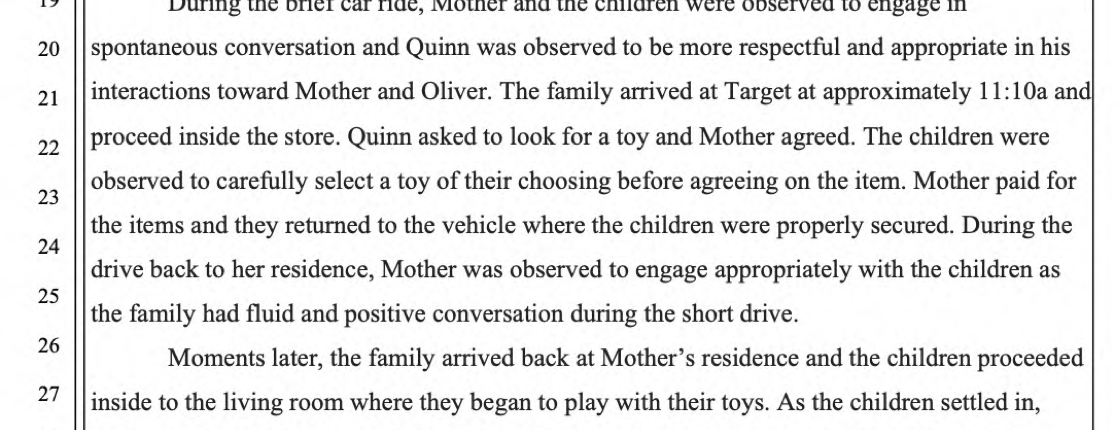 19 During the brief car ride, Mother and the children were observed to engage in
20 spontaneous conversation and Quinn was observed to be more respectful and appropriate in his
21 interactions toward Mother and Oliver. The family arrived at Target at approximately 11:10a and
22 proceed inside the store. Quinn asked to look for a toy and Mother agreed. The children were
23 observed to carefully select a toy of their choosing before agreeing on the item. Mother paid for
the items and they returned to the vehicle where the children were properly secured. During the
24 drive back to her residence, Mother was observed to engage appropriately with the children as
25 the family had fluid and positive conversation during the short drive.
26 Moments later, the family arrived back at Mother’s residence and the children proceeded
27 inside to the living room where they began to play with their toys. As the children settled in,